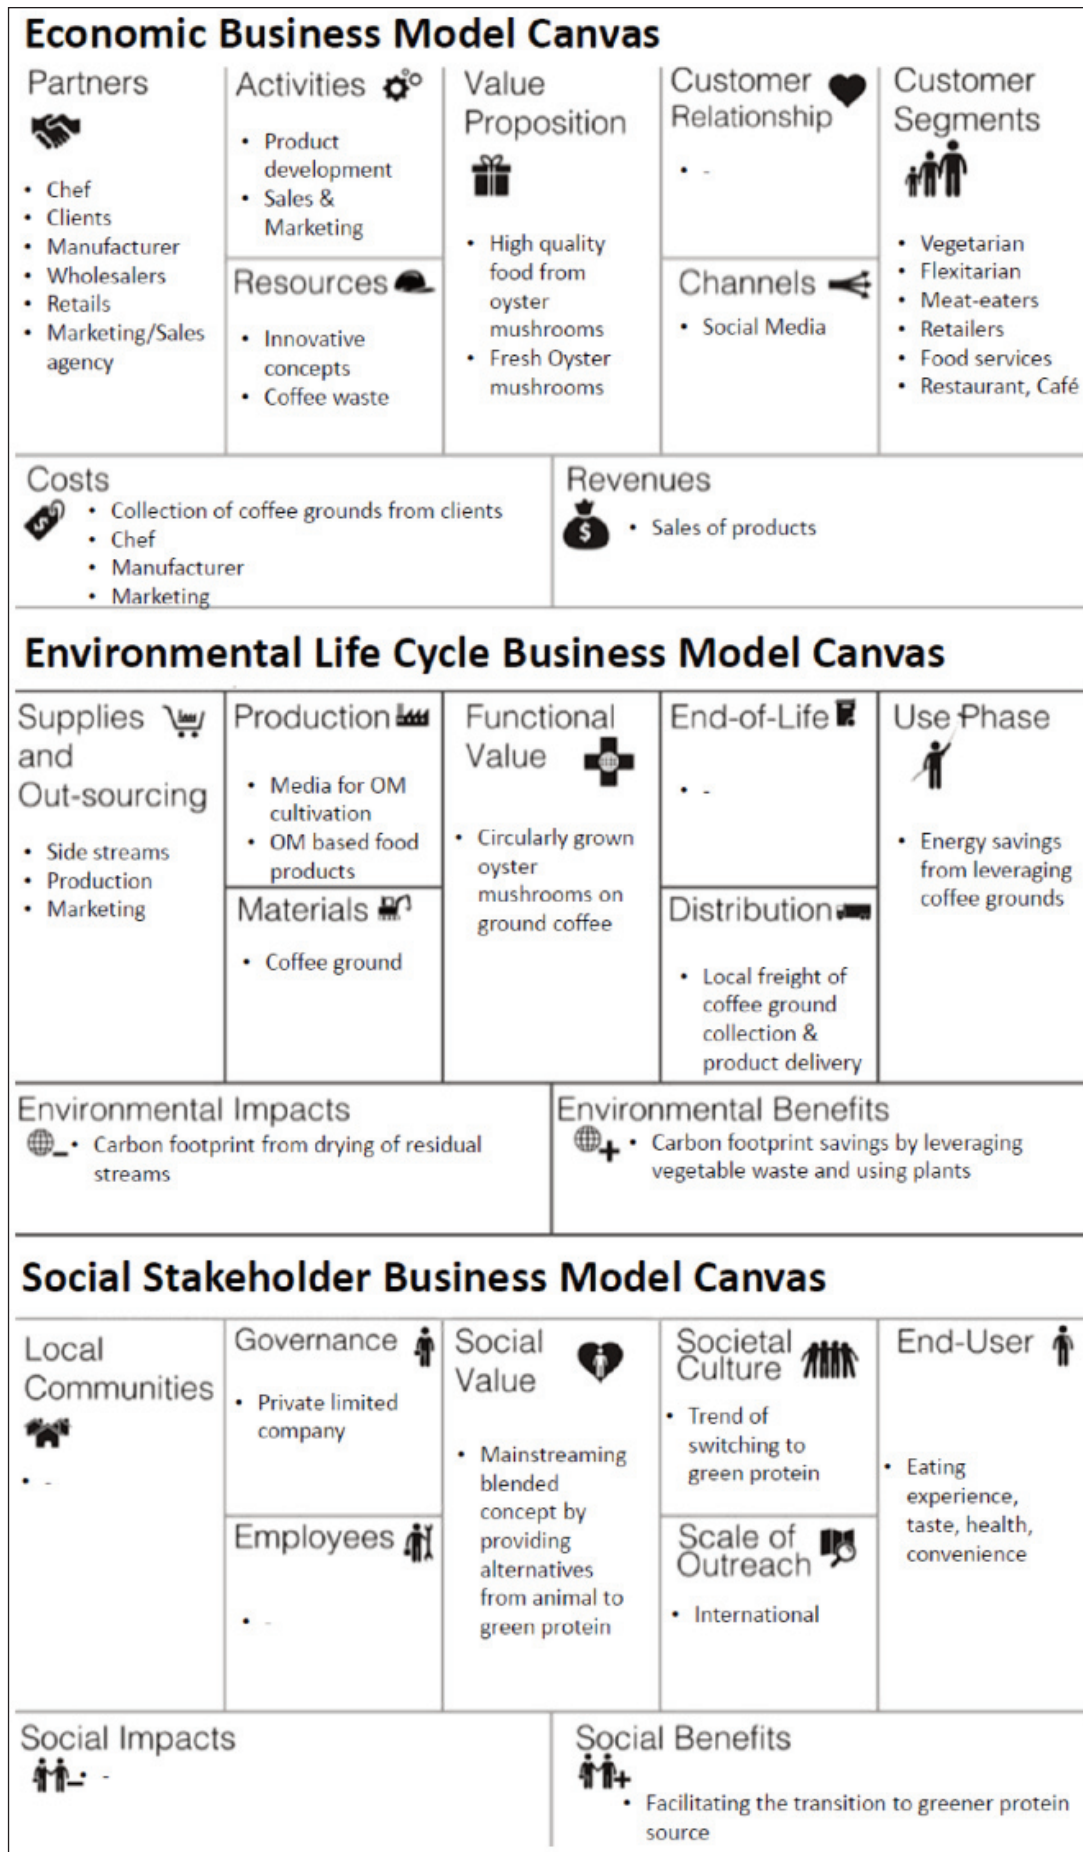 Economic Business Model Canvas
Partners
• Chef
• Clients
• Manufacturer
• Wholesalers
• Retails
• Marketing/Sales
agency
Activities
• Product
development
• Sales &
Marketing
Resources
• Innovative
concepts
• Coffee waste
Value
Proposition
• High quality
food from
oyster
mushrooms
• Fresh Oyster
mushrooms
Customer
Relationship
• -
Channels
• Social Media
Customer
Segments
• Vegetarian
• Flexitarian
• Meat-eaters
• Retailers
• Food services
• Restaurant, Café
Costs
• Collection of coffee grounds from clients
• Chef
• Manufacturer
• Marketing
Revenues
• Sales of products
Environmental Life Cycle Business Model Canvas
Supplies
and
Out-sourcing
• Side streams
• Production
• Marketing
Production
• Media for OM
cultivation
• OM based food
products
Materials
• Coffee ground
Functional
Value
• Circularly grown
oyster
mushrooms on
ground coffee
End-of-Life
• -
Distribution
• Local freight of
coffee ground
collection &
product delivery
Use Phase
• Energy savings
from leveraging
coffee grounds
Environmental Impacts
• Carbon footprint from drying of residual
streams
Environmental Benefits
• Carbon footprint savings by leveraging
vegetable waste and using plants
Social Stakeholder Business Model Canvas
Local
Communities
• -
Governance
• Private limited
company
Employees
• -
Social
Value
• Mainstreaming
blended
concept by
providing
alternatives
from animal to
green protein
Societal
Culture
• Trend of
switching to
green protein
Scale of
Outreach
• International
End-User
• Eating
experience,
taste, health,
convenience
Social Impacts
• -
Social Benefits
• Facilitating the transition to greener protein
source